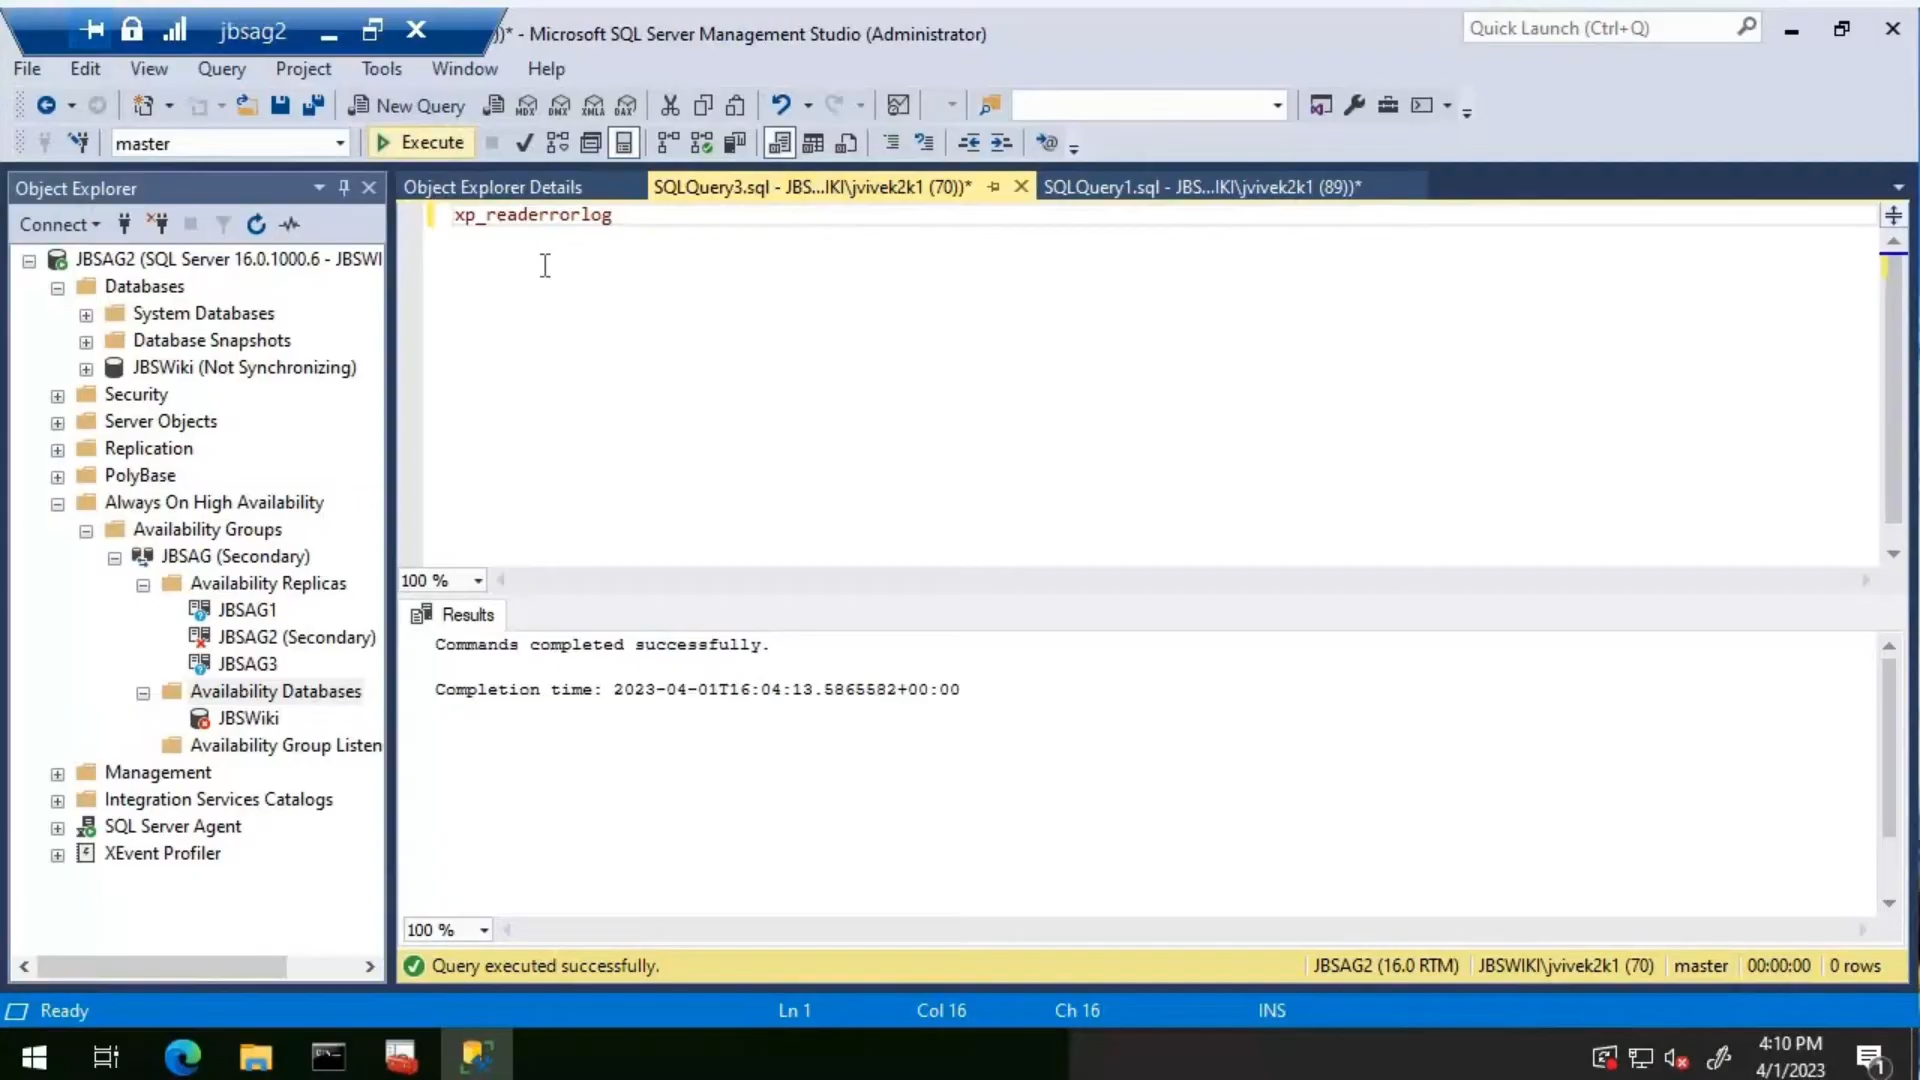 jbsag2
))* - Microsoft SQL Server Management Studio (Administrator)
Quick Launch (Ctrl+Q)
File Edit View Query Project Tools Window Help
New Query MDX DMX XMLA DAX
master Execute
Object Explorer
Object Explorer Details
SQLQuery3.sql - JBS...IKI\jvivek2k1 (70))*
SQLQuery1.sql - JBS...IKI\jvivek2k1 (89))*
Connect
xp_readerrorlog
JBSAG2 (SQL Server 16.0.1000.6 - JBSWI
Databases
System Databases
Database Snapshots
JBSWiki (Not Synchronizing)
Security
Server Objects
Replication
PolyBase
Always On High Availability
Availability Groups
JBSAG (Secondary)
Availability Replicas
JBSAG1
JBSAG2 (Secondary)
JBSAG3
Availability Databases
JBSWiki
Availability Group Listen
Management
Integration Services Catalogs
SQL Server Agent
XEvent Profiler
100 %
Results
Commands completed successfully.
Completion time: 2023-04-01T16:04:13.5865582+00:00
100 %
Query executed successfully.
JBSAG2 (16.0 RTM) JBSWIKI\jvivek2k1 (70) master 00:00:00 0 rows
Ready Ln 1 Col 16 Ch 16 INS
4:10 PM
4/1/2023
1